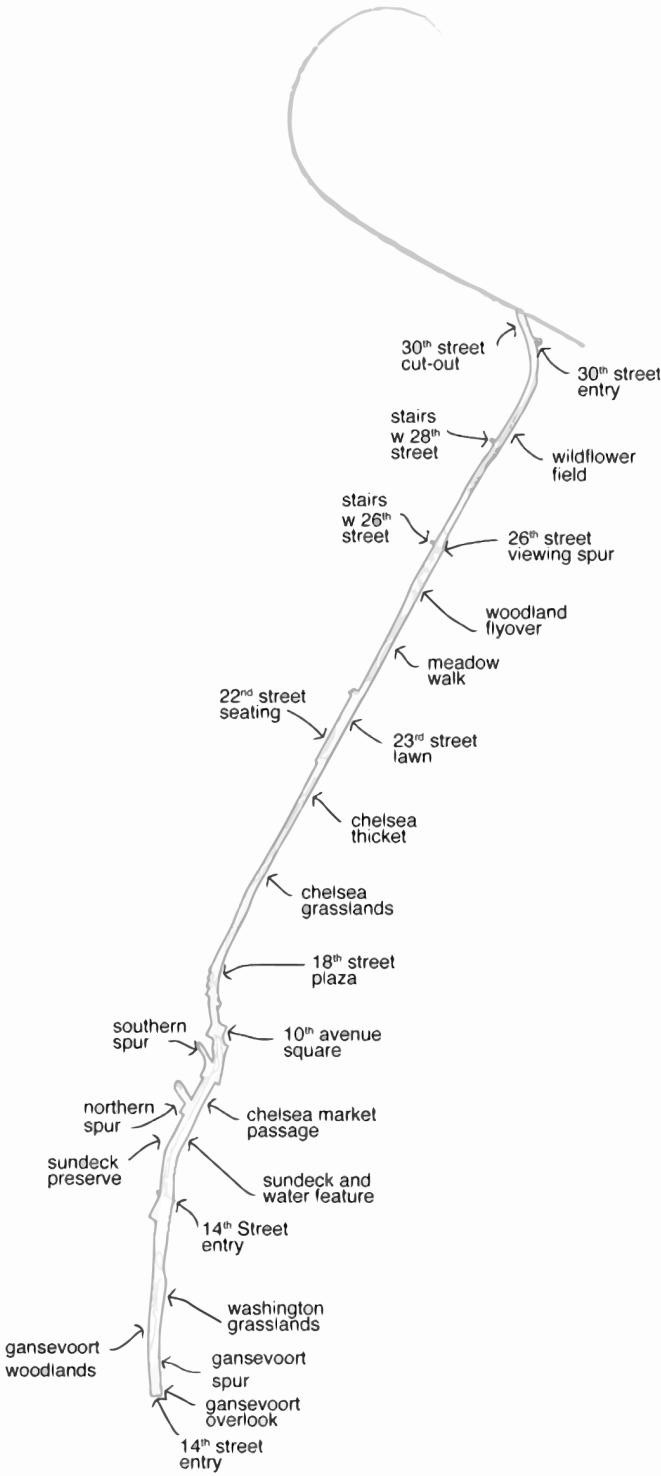 30th street
cut-out
30th street
entry
stairs
w 28th
street
wildflower
field
stairs
w 26th
street
26th street
viewing spur
woodland
flyover
meadow
walk
22nd street
seating
23rd street
lawn
chelsea
thicket
chelsea
grasslands
18th street
plaza
southern
spur
10th avenue
square
northern
spur
chelsea market
passage
sundeck
preserve
sundeck and
water feature
14th Street
entry
washington
grasslands
gansevoort
woodlands
gansevoort
spur
gansevoort
overlook
14th street
entry